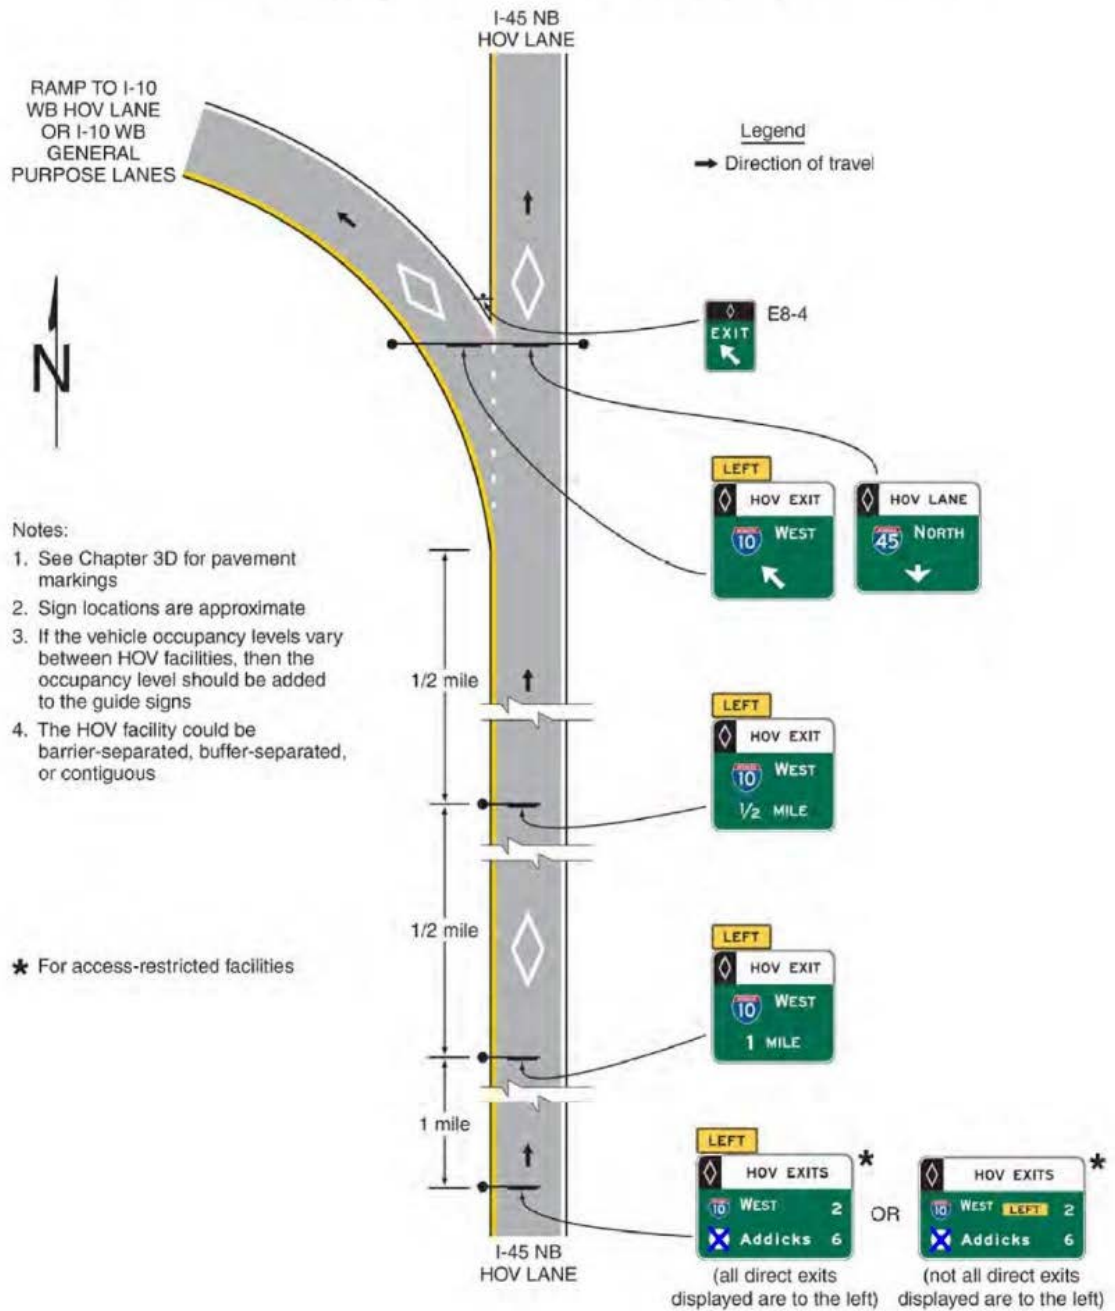 I-45 NB
HOV LANE
RAMP TO I-10
WB HOV LANE
OR I-10 WB
GENERAL
PURPOSE LANES
Legend
Direction of travel
N
E8-4
EXIT
LEFT
HOV EXIT
10 WEST
HOV LANE
45 NORTH
Notes:
1. See Chapter 3D for pavement
markings
2. Sign locations are approximate
3. If the vehicle occupancy levels vary
between HOV facilities, then the
occupancy level should be added
to the guide signs
4. The HOV facility could be
barrier-separated, buffer-separated,
or contiguous
1/2 mile
LEFT
HOV EXIT
10 WEST
1/2 MILE
1/2 mile
* For access-restricted facilities
LEFT
HOV EXIT
10 WEST
1 MILE
1 mile
LEFT
HOV EXITS *
10 WEST 2
Addicks 6
OR
HOV EXITS *
10 WEST LEFT 2
Addicks 6
I-45 NB
HOV LANE
(all direct exits
displayed are to the left)
(not all direct exits
displayed are to the left)